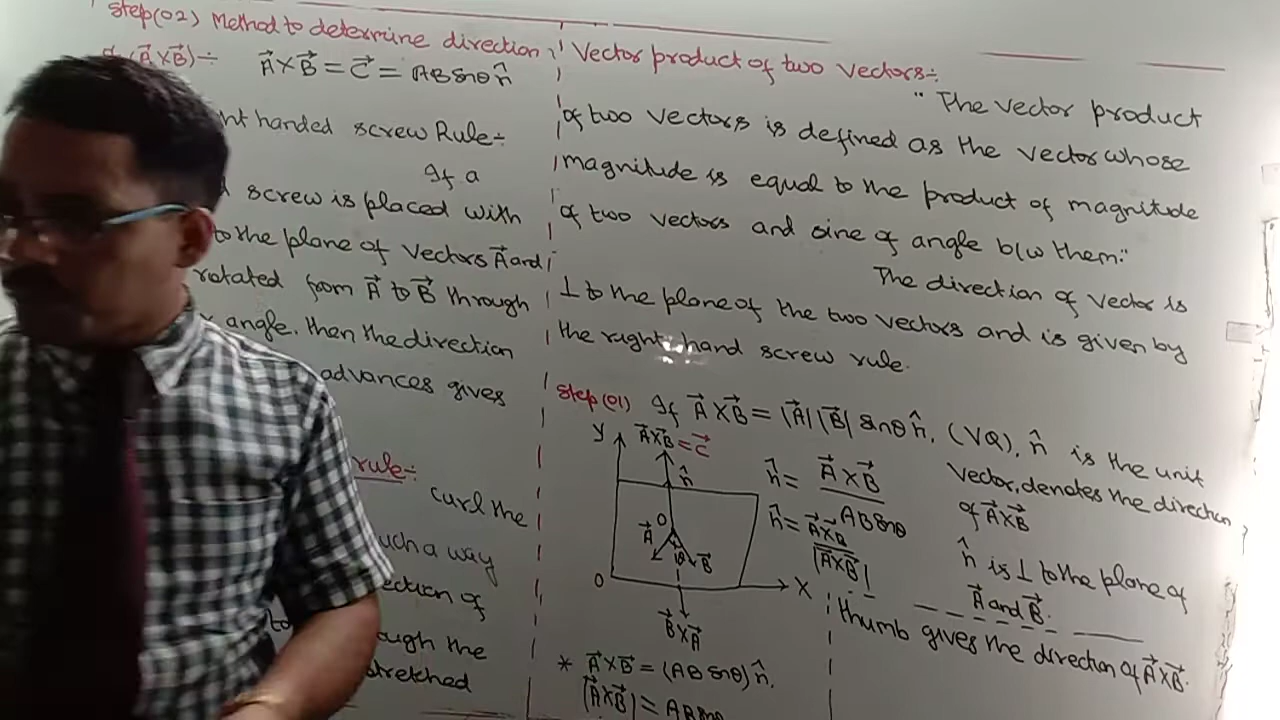 Step(02) Method to determine direction
(A⃗×B⃗)÷ A⃗×B⃗ = C⃗ = AB sinθ n̂
handed screw Rule÷
If a
screw is placed with
to the plane of vectors A⃗ and
rotated from A⃗ to B⃗ through
angle, then the direction
advances gives
rule÷
curl the
a way
of
the
Vector product of two vectors÷
"The vector product
of two vectors is defined as the vector whose
magnitude is equal to the product of magnitude
of two vectors and sine of angle b/w them."
The direction of vector is
⊥ to the plane of the two vectors and is given by
the right hand screw rule.
Step(01) If A⃗×B⃗ = |A⃗||B⃗| sinθ n̂. (VQ). n̂ is the unit
vector, denotes the direction
of A⃗×B⃗
n̂ is ⊥ to the plane of
A⃗ and B⃗.
Y
A⃗×B⃗ = C⃗
n̂
O
A⃗
θ
B⃗
O
X
B⃗×A⃗
n̂ = A⃗×B⃗ / AB sinθ
n̂ = A⃗×B⃗ / |A⃗×B⃗|
* A⃗×B⃗ = (AB sinθ) n̂.
|A⃗×B⃗| = AB sinθ
thumb gives the direction of A⃗×B⃗.